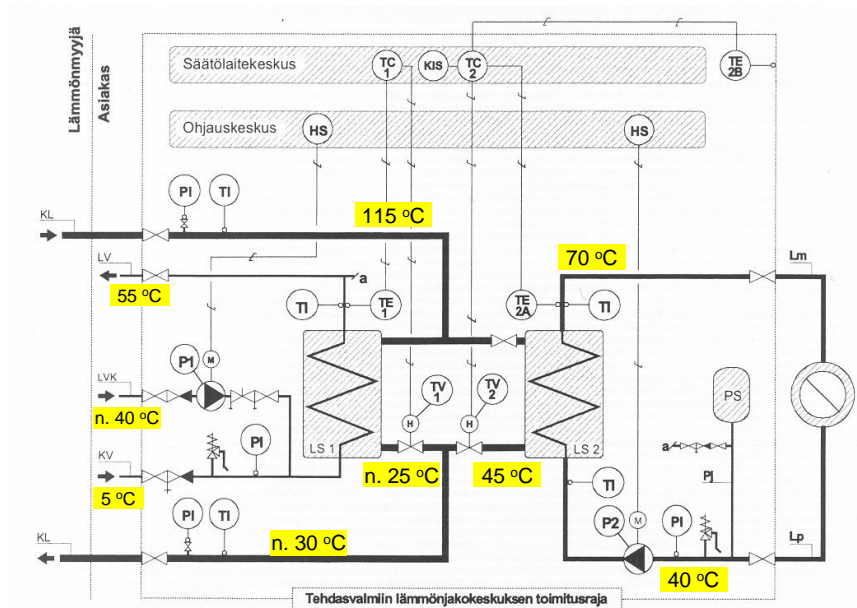 Lämmönmyyjä
Asiakas
Säätölaitekeskus
TC
1
KIS
TC
2
TE
2B
Ohjauskeskus
HS
HS
PI
TI
KL
115 °C
LV
a
70 °C
Lm
55 °C
TI
TE
1
TE
2A
TI
P1
M
TV
1
TV
2
PS
LVK
n. 40 °C
H
H
PI
LS 1
LS 2
a
KV
n. 25 °C
45 °C
TI
Pj
5 °C
PI
TI
P2
M
PI
KL
n. 30 °C
Lp
40 °C
Tehdasvalmiin lämmönjakokeskuksen toimitusraja